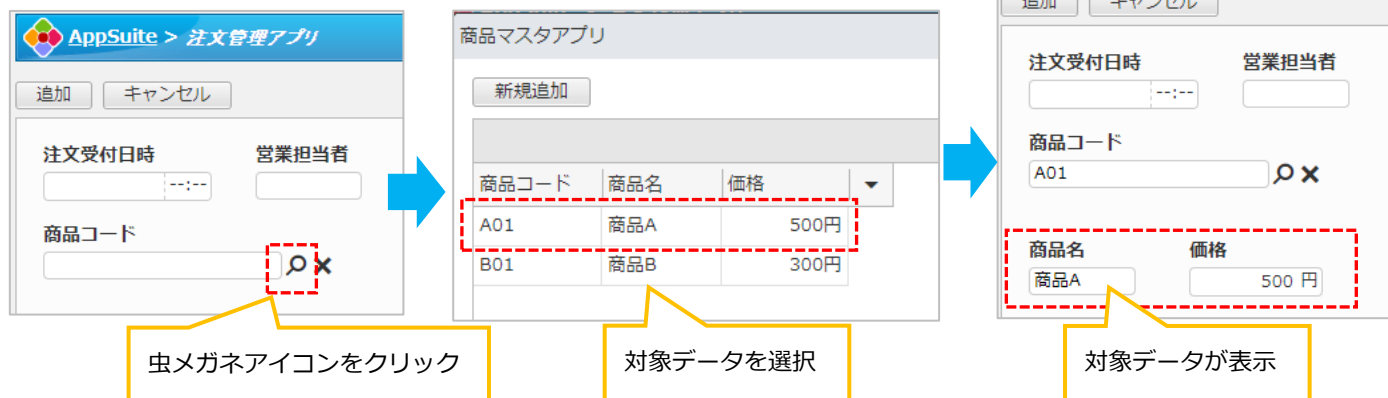 AppSuite > 注文管理アプリ
追加 キャンセル
注文受付日時 営業担当者
--:--
商品コード
虫メガネアイコンをクリック
商品マスタアプリ
新規追加
商品コード 商品名 価格
A01 商品A 500円
B01 商品B 300円
対象データを選択
追加 キャンセル
注文受付日時 営業担当者
--:--
商品コード
A01
商品名 価格
商品A 500 円
対象データが表示